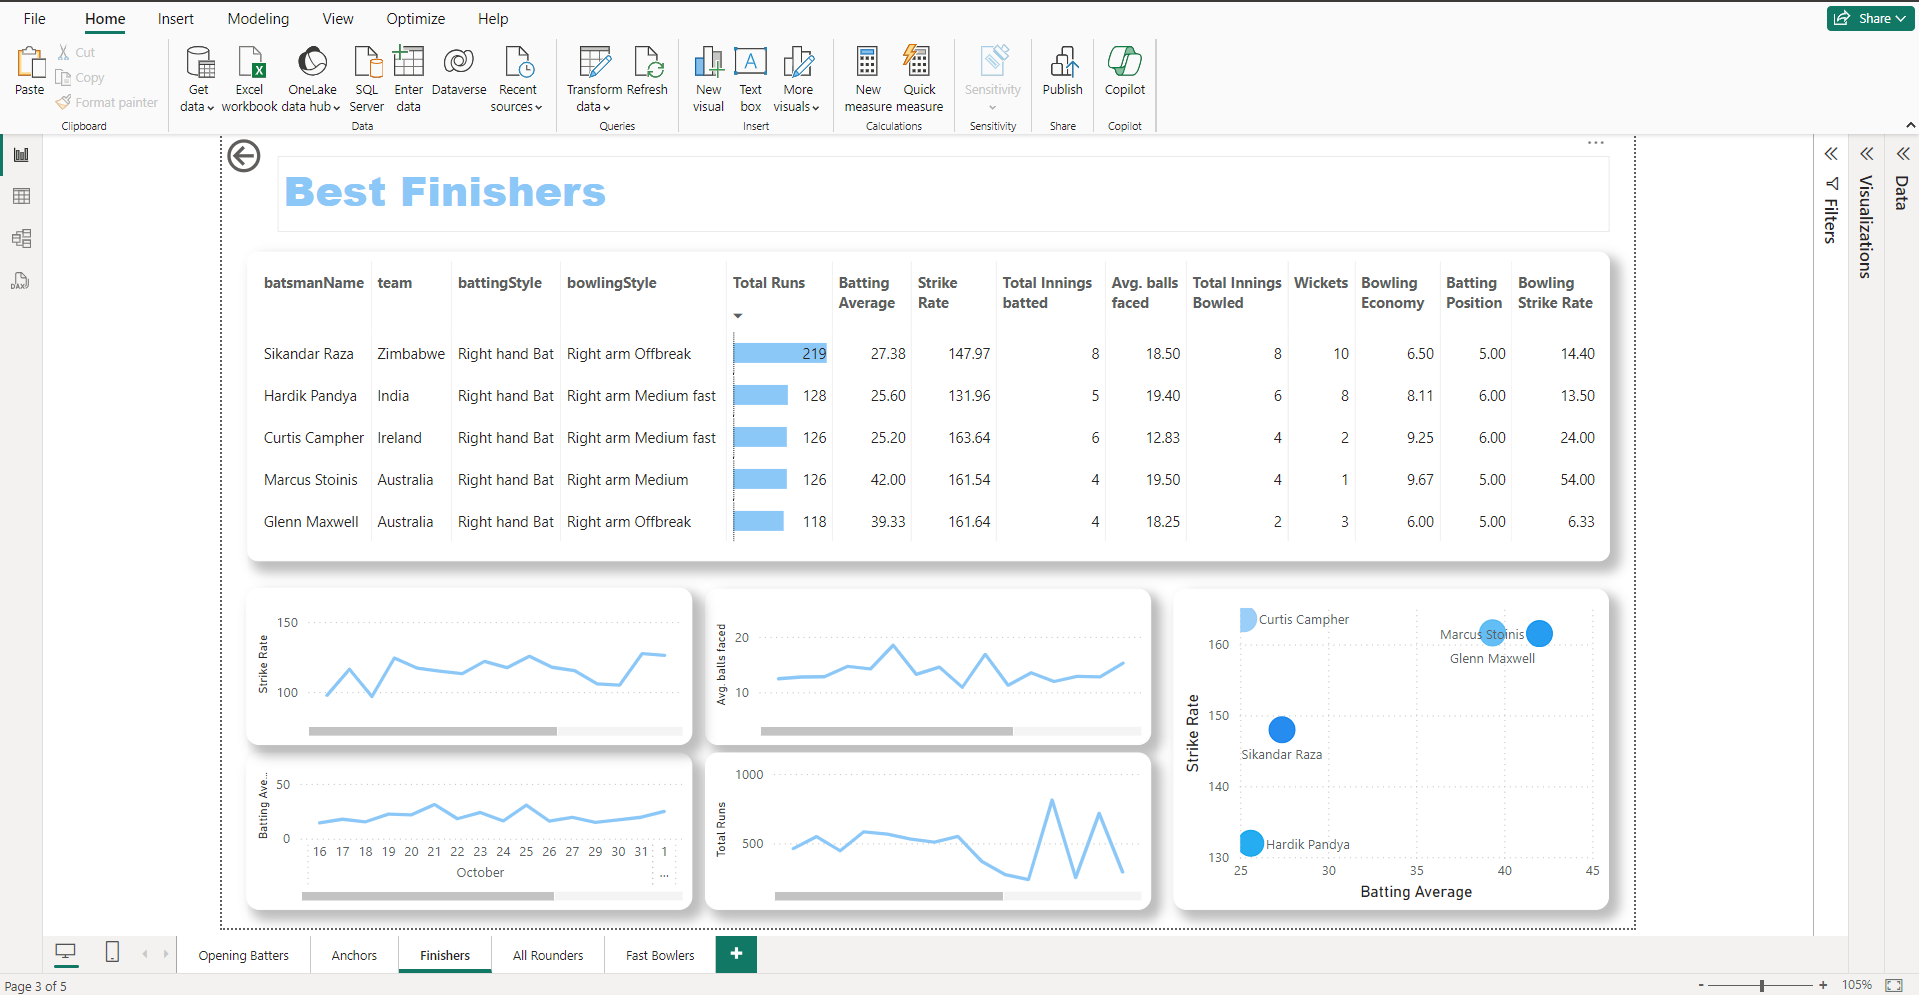 File Home Insert Modeling View Optimize Help
Share
Paste
Cut
Copy
Format painter
Clipboard
Get data
Excel workbook
OneLake data hub
SQL Server
Enter data
Dataverse
Recent sources
Data
Transform data
Refresh
Queries
New visual
Text box
More visuals
Insert
New measure
Quick measure
Calculations
Sensitivity
Sensitivity
Publish
Share
Copilot
Copilot
Best Finishers
Filters
Visualizations
Data
batsmanName team battingStyle bowlingStyle Total Runs Batting Average Strike Rate Total Innings batted Avg. balls faced Total Innings Bowled Wickets Bowling Economy Batting Position Bowling Strike Rate
Sikandar Raza Zimbabwe Right hand Bat Right arm Offbreak 219 27.38 147.97 8 18.50 8 10 6.50 5.00 14.40
Hardik Pandya India Right hand Bat Right arm Medium fast 128 25.60 131.96 5 19.40 6 8 8.11 6.00 13.50
Curtis Campher Ireland Right hand Bat Right arm Medium fast 126 25.20 163.64 6 12.83 4 2 9.25 6.00 24.00
Marcus Stoinis Australia Right hand Bat Right arm Medium 126 42.00 161.54 4 19.50 4 1 9.67 5.00 54.00
Glenn Maxwell Australia Right hand Bat Right arm Offbreak 118 39.33 161.64 4 18.25 2 3 6.00 5.00 6.33
Strike Rate
150
100
Avg. balls faced
20
10
Batting Ave...
50
0
16 17 18 19 20 21 22 23 24 25 26 27 29 30 31 1
October ...
Total Runs
1000
500
Strike Rate
160
150
140
130
Curtis Campher
Marcus Stoinis
Glenn Maxwell
Sikandar Raza
Hardik Pandya
25 30 35 40 45
Batting Average
Opening Batters Anchors Finishers All Rounders Fast Bowlers +
Page 3 of 5
- + 105%